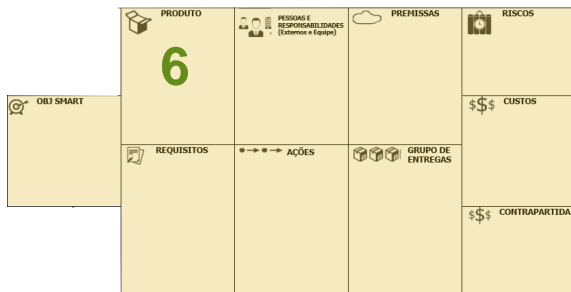 PRODUTO
6
PESSOAS E
RESPONSABILIDADES
(Externos e Equipe)
PREMISSAS
RISCOS
OBJ SMART
$$$ CUSTOS
REQUISITOS
AÇÕES
GRUPO DE
ENTREGAS
$$$ CONTRAPARTIDA